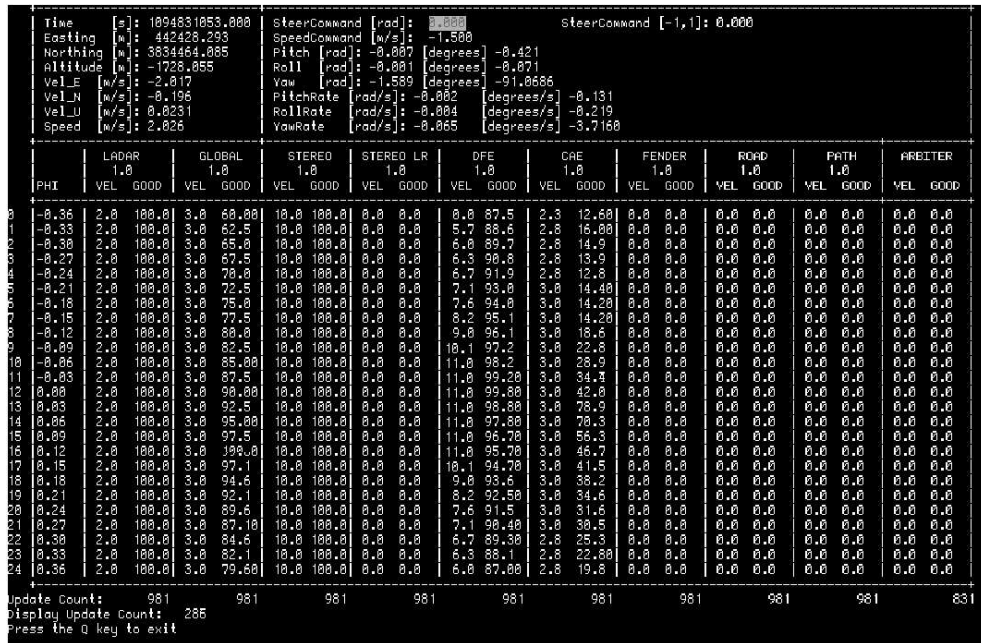 Time [s]: 1094831053.000 SteerCommand [rad]: 0.000 SteerCommand [-1,1]: 0.000
Easting [m]: 442428.293 SpeedCommand [m/s]: -1.500
Northing [m]: 3834464.085 Pitch [rad]: -0.007 [degrees] -0.421
Altitude [m]: -1728.055 Roll [rad]: -0.001 [degrees] -0.071
Vel_E [m/s]: -2.017 Yaw [rad]: -1.589 [degrees] -91.0686
Vel_N [m/s]: -0.196 PitchRate [rad/s]: -0.002 [degrees/s] -0.131
Vel_U [m/s]: 0.0231 RollRate [rad/s]: -0.004 [degrees/s] -0.219
Speed [m/s]: 2.026 YawRate [rad/s]: -0.065 [degrees/s] -3.7160
LADAR GLOBAL STEREO STEREO LR DFE CAE FENDER ROAD PATH ARBITER
1.0 1.0 1.0 1.0 1.0 1.0 1.0 1.0 1.0
PHI VEL GOOD VEL GOOD VEL GOOD VEL GOOD VEL GOOD VEL GOOD VEL GOOD VEL GOOD VEL GOOD VEL GOOD
0 -0.36 2.0 100.0 3.0 60.00 10.0 100.0 0.0 0.0 0.0 87.5 2.3 12.60 0.0 0.0 0.0 0.0 0.0 0.0 0.0 0.0
1 -0.33 2.0 100.0 3.0 62.5 10.0 100.0 0.0 0.0 5.7 88.6 2.8 16.00 0.0 0.0 0.0 0.0 0.0 0.0 0.0 0.0
2 -0.30 2.0 100.0 3.0 65.0 10.0 100.0 0.0 0.0 6.0 89.7 2.8 14.9 0.0 0.0 0.0 0.0 0.0 0.0 0.0 0.0
3 -0.27 2.0 100.0 3.0 67.5 10.0 100.0 0.0 0.0 6.3 90.8 2.8 13.9 0.0 0.0 0.0 0.0 0.0 0.0 0.0 0.0
4 -0.24 2.0 100.0 3.0 70.0 10.0 100.0 0.0 0.0 6.7 91.9 2.8 12.8 0.0 0.0 0.0 0.0 0.0 0.0 0.0 0.0
5 -0.21 2.0 100.0 3.0 72.5 10.0 100.0 0.0 0.0 7.1 93.0 2.8 14.40 0.0 0.0 0.0 0.0 0.0 0.0 0.0 0.0
6 -0.18 2.0 100.0 3.0 75.0 10.0 100.0 0.0 0.0 7.6 94.0 2.8 14.20 0.0 0.0 0.0 0.0 0.0 0.0 0.0 0.0
7 -0.15 2.0 100.0 3.0 77.5 10.0 100.0 0.0 0.0 8.2 95.1 3.0 14.20 0.0 0.0 0.0 0.0 0.0 0.0 0.0 0.0
8 -0.12 2.0 100.0 3.0 80.0 10.0 100.0 0.0 0.0 9.0 96.1 3.0 18.6 0.0 0.0 0.0 0.0 0.0 0.0 0.0 0.0
9 -0.09 2.0 100.0 3.0 82.5 10.0 100.0 0.0 0.0 10.1 97.2 3.0 22.8 0.0 0.0 0.0 0.0 0.0 0.0 0.0 0.0
10 -0.06 2.0 100.0 3.0 85.00 10.0 100.0 0.0 0.0 11.0 98.2 3.0 28.9 0.0 0.0 0.0 0.0 0.0 0.0 0.0 0.0
11 -0.03 2.0 100.0 3.0 87.5 10.0 100.0 0.0 0.0 11.0 99.20 3.0 34.4 0.0 0.0 0.0 0.0 0.0 0.0 0.0 0.0
12 0.00 2.0 100.0 3.0 90.00 10.0 100.0 0.0 0.0 11.0 99.80 3.0 42.0 0.0 0.0 0.0 0.0 0.0 0.0 0.0 0.0
13 0.03 2.0 100.0 3.0 92.5 10.0 100.0 0.0 0.0 11.0 98.80 3.0 78.9 0.0 0.0 0.0 0.0 0.0 0.0 0.0 0.0
14 0.06 2.0 100.0 3.0 95.00 10.0 100.0 0.0 0.0 11.0 97.80 3.0 70.3 0.0 0.0 0.0 0.0 0.0 0.0 0.0 0.0
15 0.09 2.0 100.0 3.0 97.5 10.0 100.0 0.0 0.0 11.0 96.70 3.0 56.3 0.0 0.0 0.0 0.0 0.0 0.0 0.0 0.0
16 0.12 2.0 100.0 3.0 10.0 100.0 0.0 0.0 11.0 95.70 3.0 46.7 0.0 0.0 0.0 0.0 0.0 0.0 0.0 0.0
17 0.15 2.0 100.0 3.0 97.1 10.0 100.0 0.0 0.0 10.1 94.70 3.0 41.5 0.0 0.0 0.0 0.0 0.0 0.0 0.0 0.0
18 0.18 2.0 100.0 3.0 94.6 10.0 100.0 0.0 0.0 9.0 93.6 3.0 38.2 0.0 0.0 0.0 0.0 0.0 0.0 0.0 0.0
19 0.21 2.0 100.0 3.0 92.1 10.0 100.0 0.0 0.0 8.2 92.50 3.0 34.6 0.0 0.0 0.0 0.0 0.0 0.0 0.0 0.0
20 0.24 2.0 100.0 3.0 89.6 10.0 100.0 0.0 0.0 7.6 91.5 3.0 31.6 0.0 0.0 0.0 0.0 0.0 0.0 0.0 0.0
21 0.27 2.0 100.0 3.0 87.10 10.0 100.0 0.0 0.0 7.1 90.40 3.0 30.5 0.0 0.0 0.0 0.0 0.0 0.0 0.0 0.0
22 0.30 2.0 100.0 3.0 84.6 10.0 100.0 0.0 0.0 6.7 89.30 2.8 25.3 0.0 0.0 0.0 0.0 0.0 0.0 0.0 0.0
23 0.33 2.0 100.0 3.0 82.1 10.0 100.0 0.0 0.0 6.3 88.1 2.8 22.80 0.0 0.0 0.0 0.0 0.0 0.0 0.0 0.0
24 0.36 2.0 100.0 3.0 79.60 10.0 100.0 0.0 0.0 6.0 87.00 2.8 19.8 0.0 0.0 0.0 0.0 0.0 0.0 0.0 0.0
Update Count: 981 981 981 981 981 981 981 981 981 831
Display Update Count: 286
Press the Q key to exit